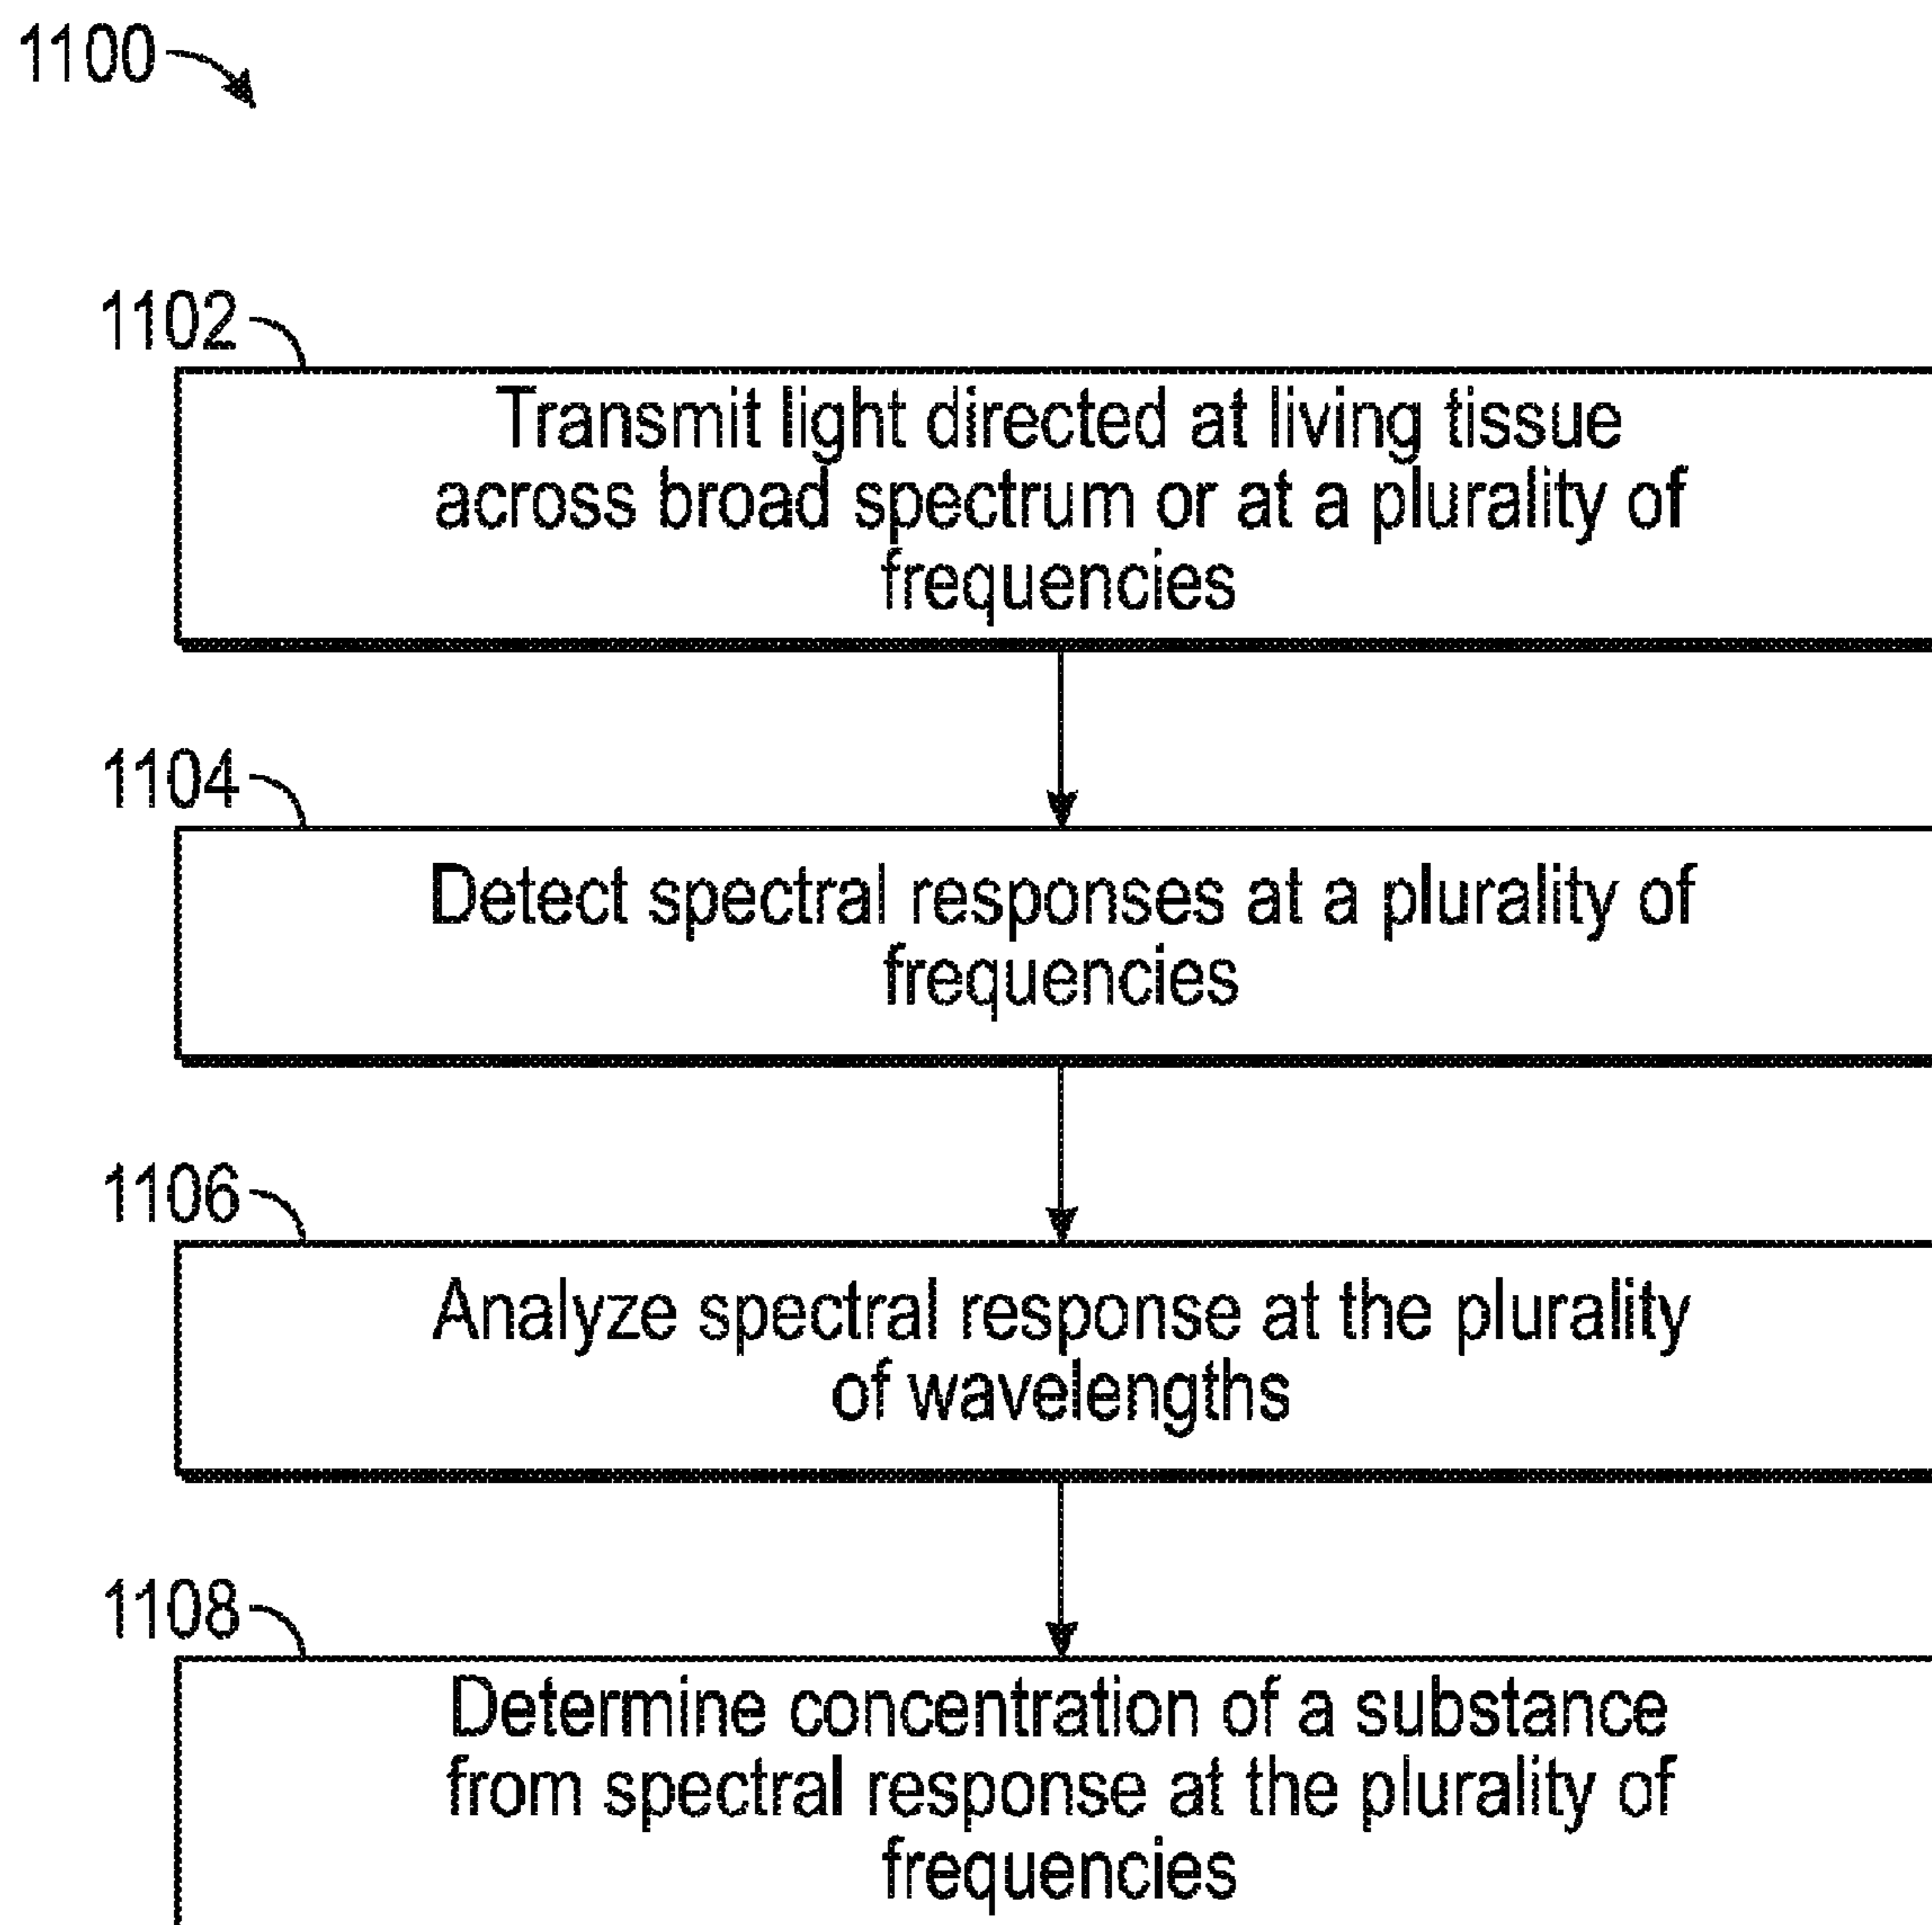 1100
1102
Transmit light directed at living tissue
across broad spectrum or at a plurality of
frequencies
1104
Detect spectral responses at a plurality of
frequencies
1106
Analyze spectral response at the plurality
of wavelengths
1108
Determine concentration of a substance
from spectral response at the plurality of
frequencies